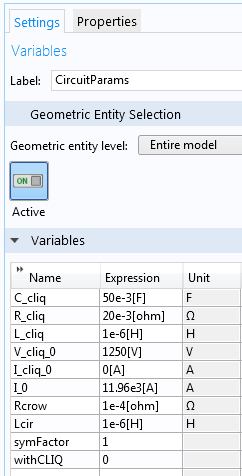 Settings Properties
Variables
Label: CircuitParams
Geometric Entity Selection
Geometric entity level: Entire model
ON
Active
Variables
Name Expression Unit
C_cliq 50e-3[F] F
R_cliq 20e-3[ohm] Ω
L_cliq 1e-6[H] H
V_cliq_0 1250[V] V
I_cliq_0 0[A] A
I_0 11.96e3[A] A
Rcrow 1e-4[ohm] Ω
Lcir 1e-6[H] H
symFactor 1
withCLIQ 0